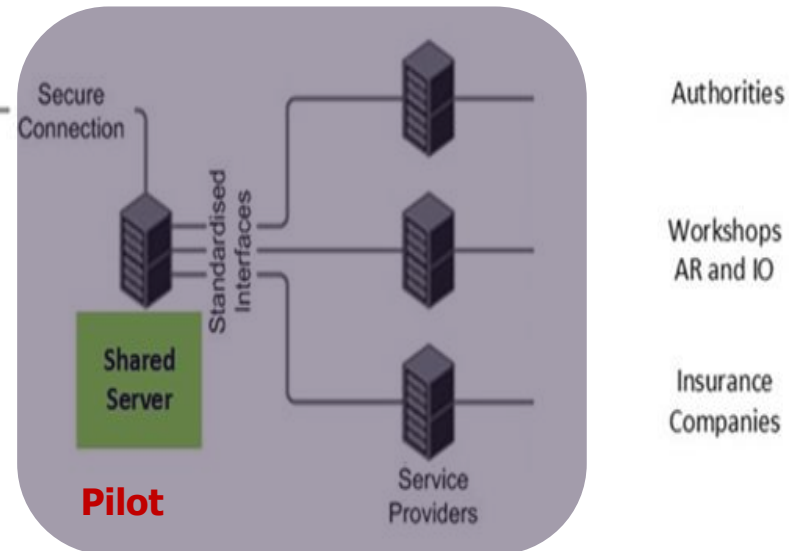 Secure
Connection
Standardised
Interfaces
Shared
Server
Pilot
Service
Providers
Authorities
Workshops
AR and IO
Insurance
Companies